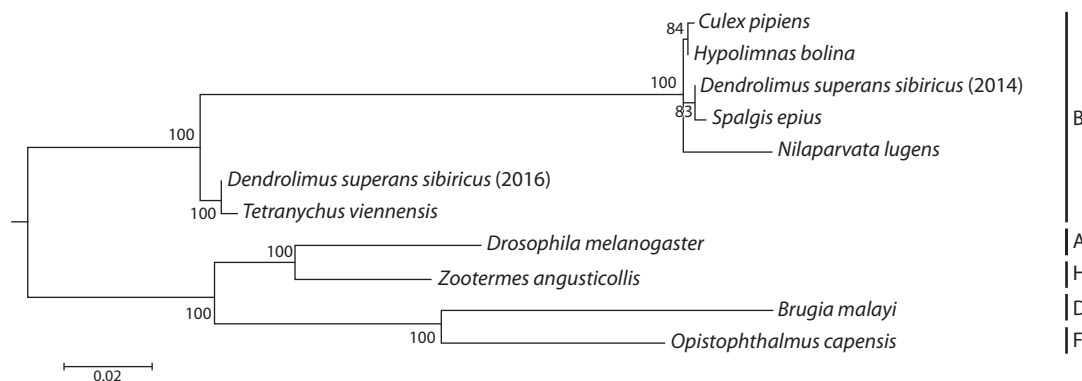 84
Culex pipiens
Hypolimnas bolina
100
Dendrolimus superans sibiricus (2014)
83
Spalgis epius
B
100
Nilaparvata lugens
Dendrolimus superans sibiricus (2016)
100
Tetranychus viennensis
100
Drosophila melanogaster
A
Zootermes angusticollis
H
100
Brugia malayi
D
100
Opistophthalmus capensis
F
0.02